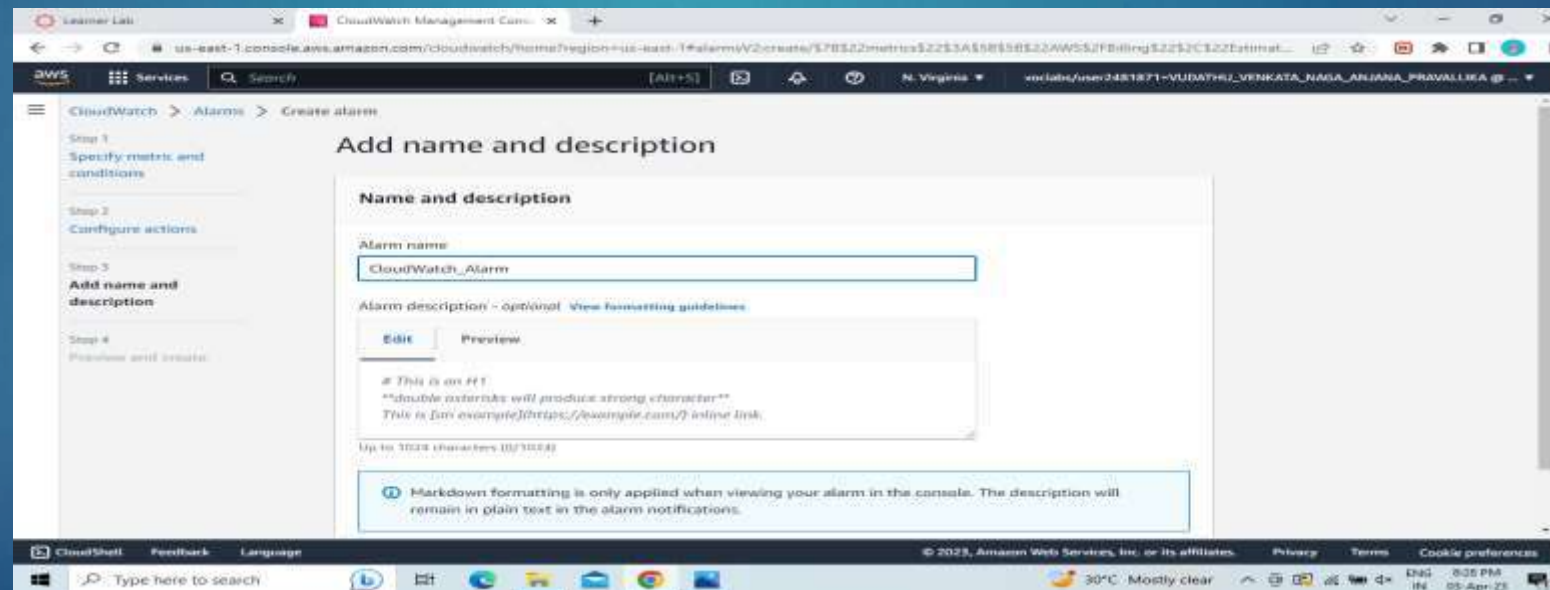 Learner Lab
CloudWatch Management Cons
us-east-1.console.aws.amazon.com/cloudwatch/home?region=us-east-1#alarmsV2:create/
aws Services Search [Alt+S] N. Virginia voclabs/user2481871=VUDATHU_VENKATA_NAGA_ANJANA_PRAVALLIKA @ ...
CloudWatch > Alarms > Create alarm
Step 1
Specify metric and
conditions
Step 2
Configure actions
Step 3
Add name and
description
Step 4
Preview and create
Add name and description
Name and description
Alarm name
CloudWatch_Alarm
Alarm description - optional View formatting guidelines
Edit Preview
# This is an H1
**double asterisks will produce strong character**
This is [an example](https://example.com/) inline link.
Up to 1024 characters (0/1024)
Markdown formatting is only applied when viewing your alarm in the console. The description will
remain in plain text in the alarm notifications.
CloudShell Feedback Language © 2023, Amazon Web Services, Inc. or its affiliates. Privacy Terms Cookie preferences
Type here to search 30°C Mostly clear ENG
IN